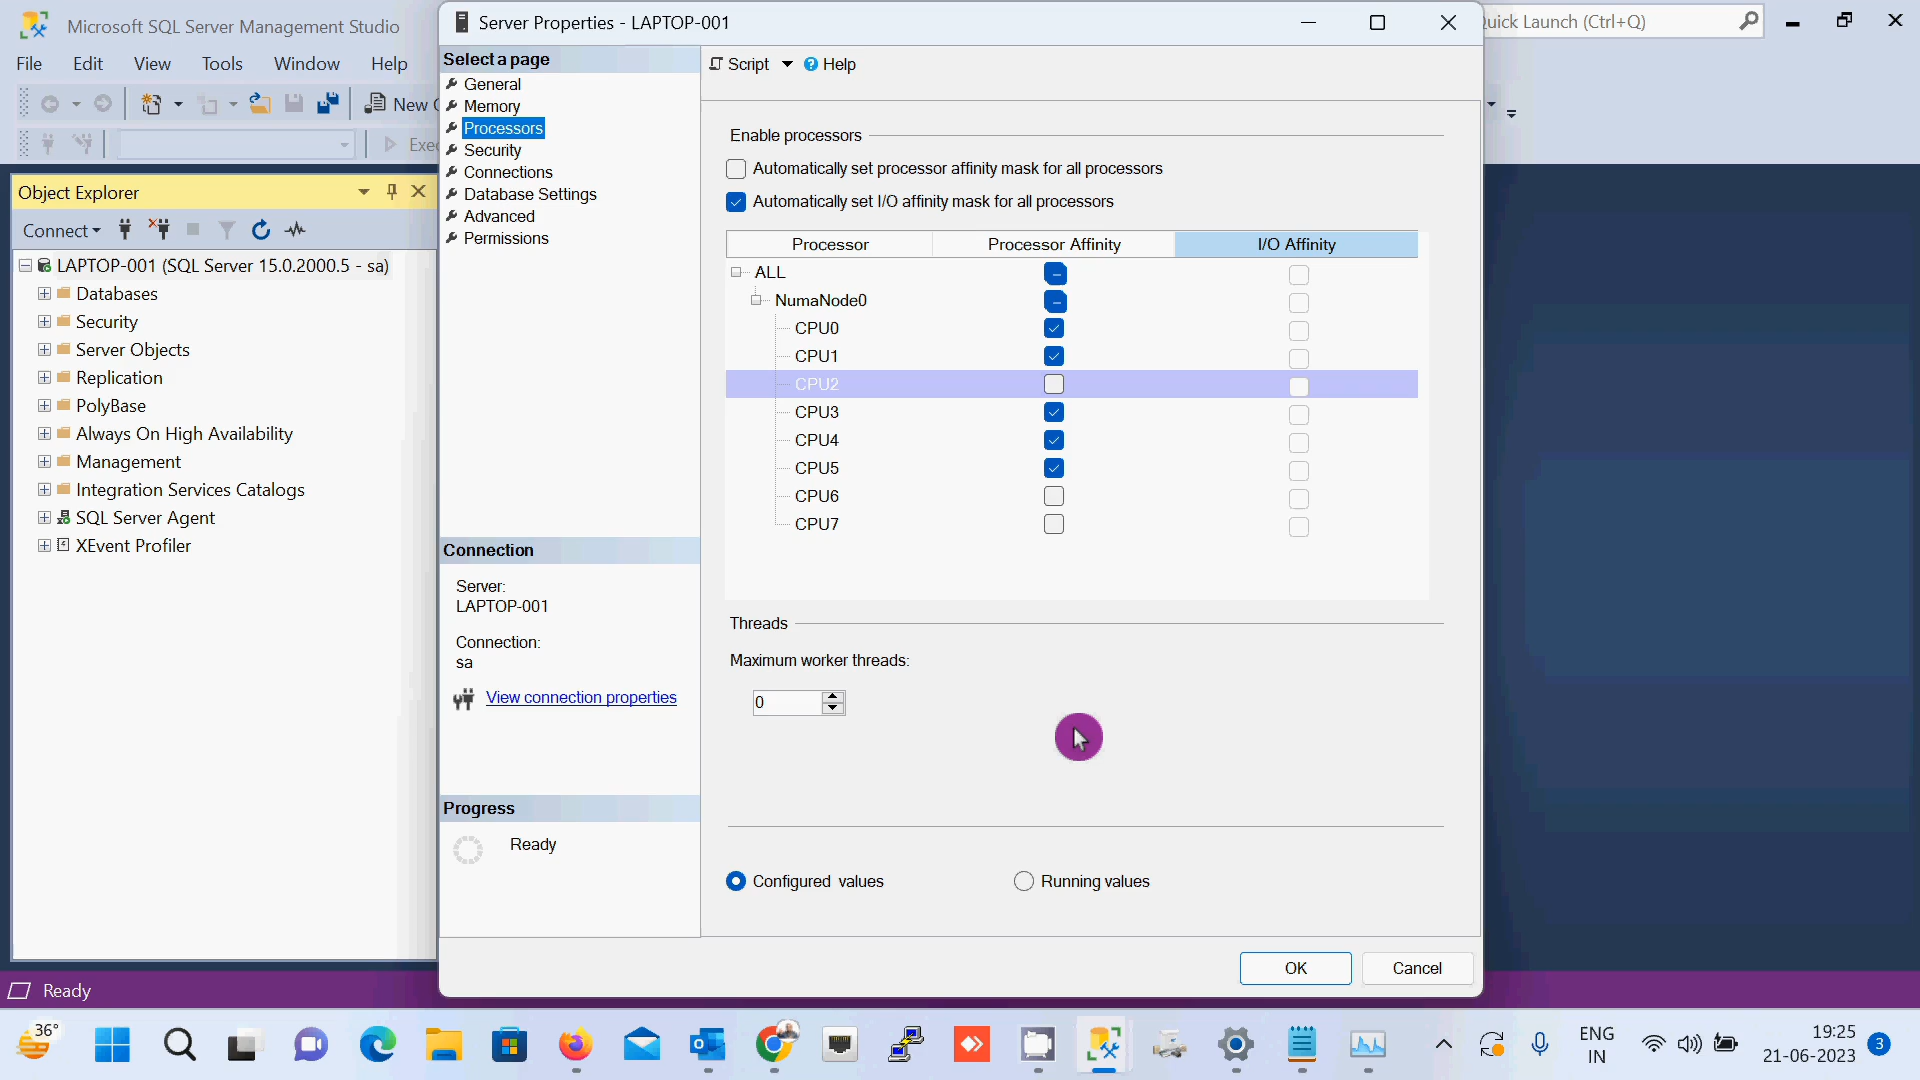 Microsoft SQL Server Management Studio
Quick Launch (Ctrl+Q)
File Edit View Tools Window Help
New
Object Explorer
Connect
LAPTOP-001 (SQL Server 15.0.2000.5 - sa)
Databases
Security
Server Objects
Replication
PolyBase
Always On High Availability
Management
Integration Services Catalogs
SQL Server Agent
XEvent Profiler
Ready
Server Properties - LAPTOP-001
Select a page
General
Memory
Processors
Security
Connections
Database Settings
Advanced
Permissions
Connection
Server:
LAPTOP-001
Connection:
sa
View connection properties
Progress
Ready
Script Help
Enable processors
Automatically set processor affinity mask for all processors
Automatically set I/O affinity mask for all processors
Processor Processor Affinity I/O Affinity
ALL
NumaNode0
CPU0
CPU1
CPU2
CPU3
CPU4
CPU5
CPU6
CPU7
Threads
Maximum worker threads:
0
Configured values Running values
OK Cancel
36°
ENG
IN
19:25
21-06-2023
3